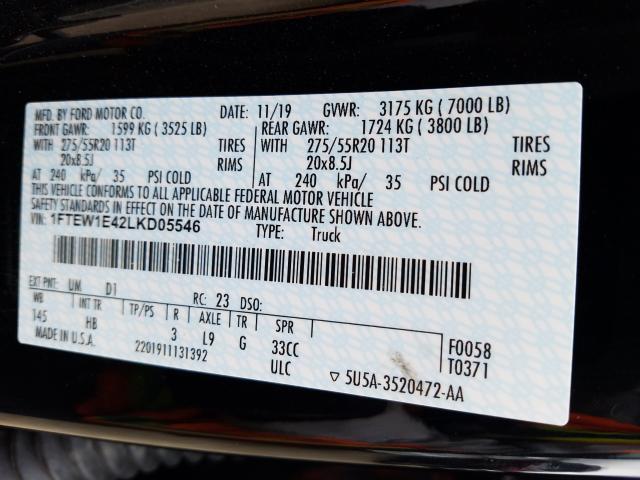 MFD. BY FORD MOTOR CO. DATE: 11/19 GVWR: 3175 KG ( 7000 LB)
FRONT GAWR: 1599 KG ( 3525 LB) REAR GAWR: 1724 KG ( 3800 LB)
WITH 275/55R20 113T TIRES WITH 275/55R20 113T TIRES
20x8.5J RIMS 20x8.5J RIMS
AT 240 kPa/ 35 PSI COLD AT 240 kPa/ 35 PSI COLD
THIS VEHICLE CONFORMS TO ALL APPLICABLE FEDERAL MOTOR VEHICLE
SAFETY STANDARDS IN EFFECT ON THE DATE OF MANUFACTURE SHOWN ABOVE.
VIN: 1FTEW1E42LKD05546 TYPE: Truck
EXT PNT: UM D1 RC: 23 DSO:
WB INT TR TP/PS R AXLE TR SPR
145 HB 3 L9 G 33CC F0058
MADE IN U.S.A. 2201911131392 ULC T0371
▽ 5U5A-3520472-AA